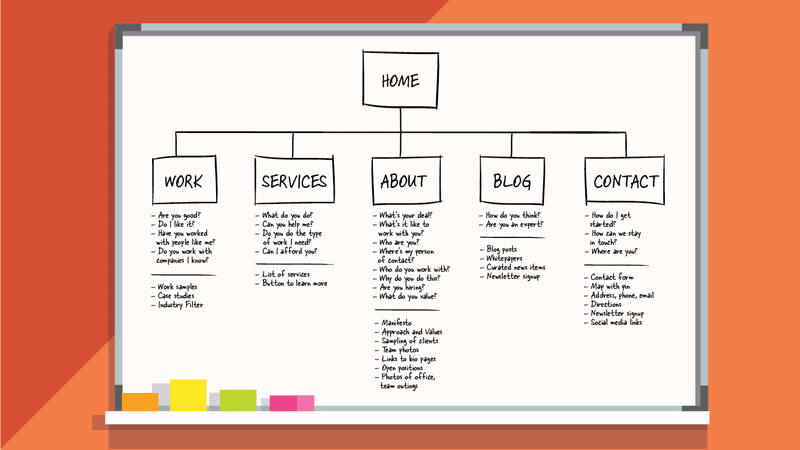 HOME
WORK
– Are you good?
– Do I like it?
– Have you worked
with people like me?
– Do you work with
companies I know?
– Work samples
– Case studies
– Industry Filter
SERVICES
– What do you do?
– Can you help me?
– Do you do the type
of work I need?
– Can I afford you?
– List of services
– Button to learn more
ABOUT
– What's your deal?
– What's it like to
work with you?
– Who are you?
– Where's my person
of contact?
– Who do you work with?
– Why do you do this?
– Are you hiring?
– What do you value?
– Manifesto
– Approach and Values
– Sampling of clients
– Team photos
– Links to bio pages
– Open positions
– Photos of office,
team outings
BLOG
– How do you think?
– Are you an expert?
– Blog posts
– Whitepapers
– Curated news items
– Newsletter signup
CONTACT
– How do I get
started?
– How can we stay
in touch?
– Where are you?
– Contact form
– Map with pin
– Address, phone, email
– Directions
– Newsletter signup
– Social media links